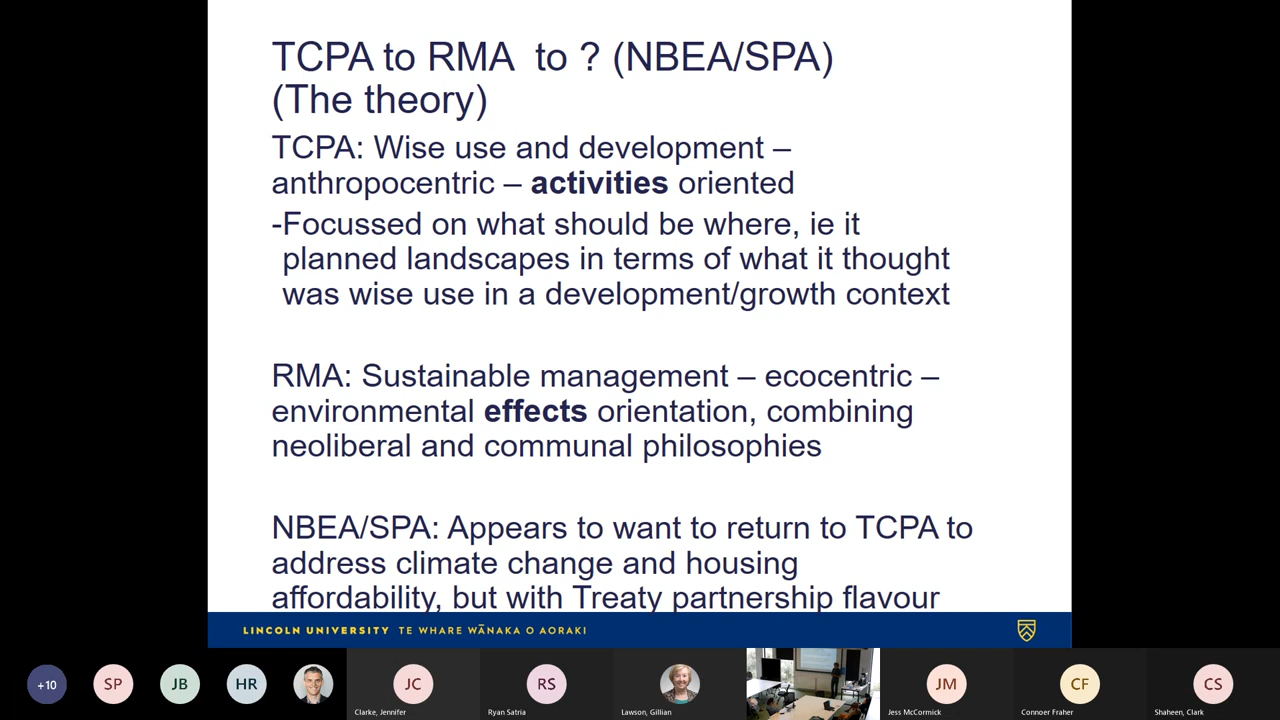 TCPA to RMA to ? (NBEA/SPA)
(The theory)
TCPA: Wise use and development –
anthropocentric – activities oriented
-Focussed on what should be where, ie it
planned landscapes in terms of what it thought
was wise use in a development/growth context
RMA: Sustainable management – ecocentric –
environmental effects orientation, combining
neoliberal and communal philosophies
NBEA/SPA: Appears to want to return to TCPA to
address climate change and housing
affordability, but with Treaty partnership flavour
LINCOLN UNIVERSITY TE WHARE WĀNAKA O AORAKI
+10
SP
JB
HR
JC
Clarke, Jennifer
RS
Ryan Satria
Lawson, Gillian
JM
Jess McCormick
CF
Connoer Fraher
CS
Shaheen, Clark